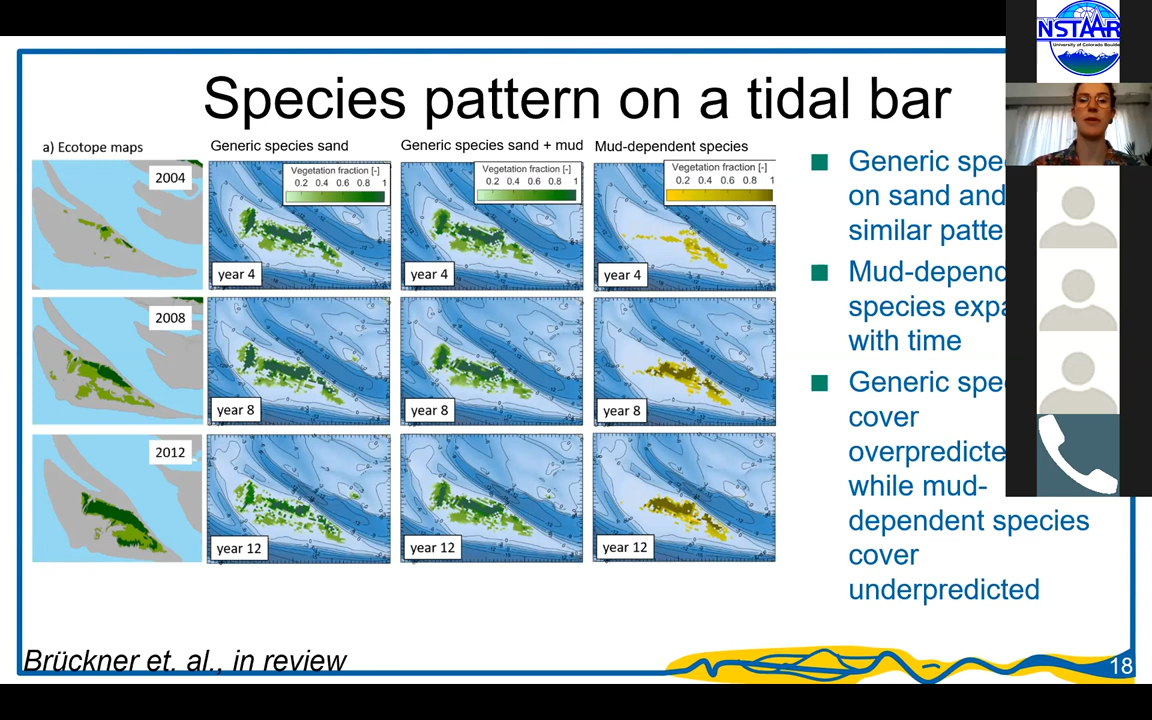 NSTAAR
University of Colorado Boulder
Species pattern on a tidal bar
a) Ecotope maps
Generic species sand
Generic species sand + mud
Mud-dependent species
2004
Vegetation fraction [-]
0.2 0.4 0.6 0.8 1
year 4
Vegetation fraction [-]
0.2 0.4 0.6 0.8 1
year 4
Vegetation fraction [-]
0.2 0.4 0.6 0.8 1
year 4
2008
year 8
year 8
year 8
2012
year 12
year 12
year 12
Generic spe
on sand and
similar patte
Mud-depend
species expa
with time
Generic spe
cover
overpredicte
while mud-
dependent species
cover
underpredicted
Brückner et. al., in review
18